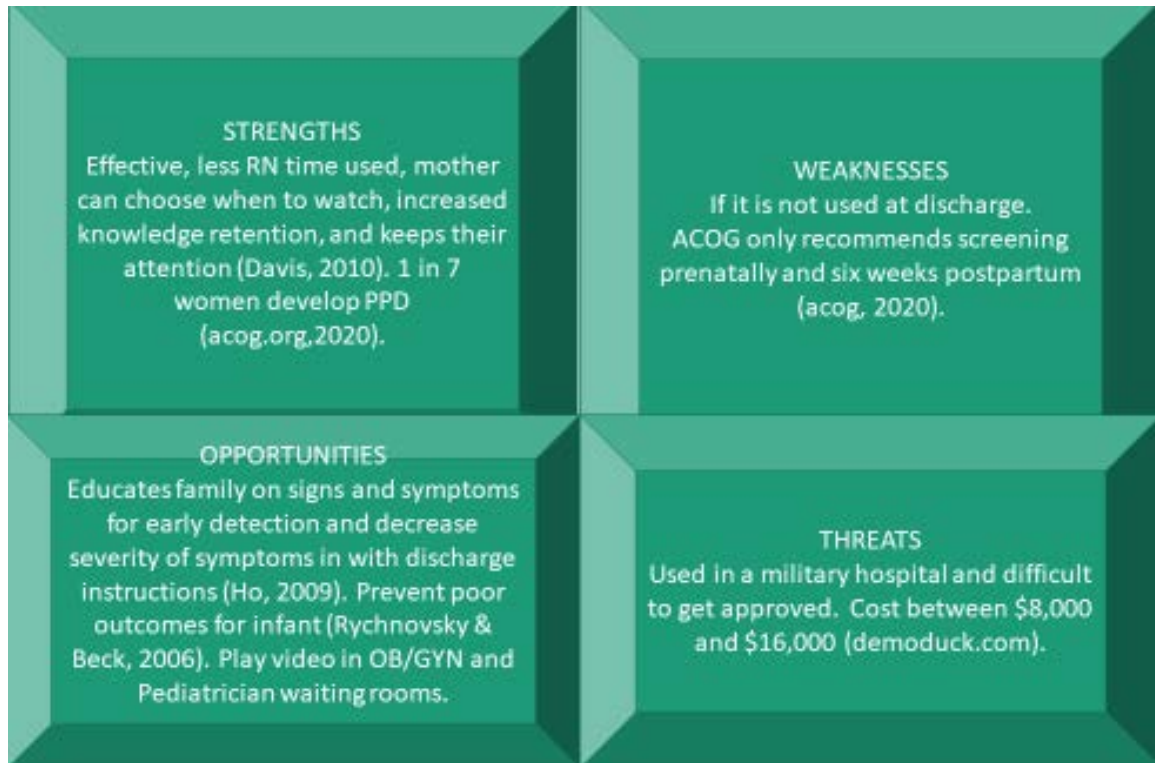 STRENGTHS
Effective, less RN time used, mother
can choose when to watch, increased
knowledge retention, and keeps their
attention (Davis, 2010). 1 in 7
women develop PPD
(acog.org,2020).
WEAKNESSES
If it is not used at discharge.
ACOG only recommends screening
prenatally and six weeks postpartum
(acog, 2020).
OPPORTUNITIES
Educates family on signs and symptoms
for early detection and decrease
severity of symptoms in with discharge
instructions (Ho, 2009). Prevent poor
outcomes for infant (Rychnovsky &
Beck, 2006). Play video in OB/GYN and
Pediatrician waiting rooms.
THREATS
Used in a military hospital and difficult
to get approved. Cost between $8,000
and $16,000 (demoduck.com).